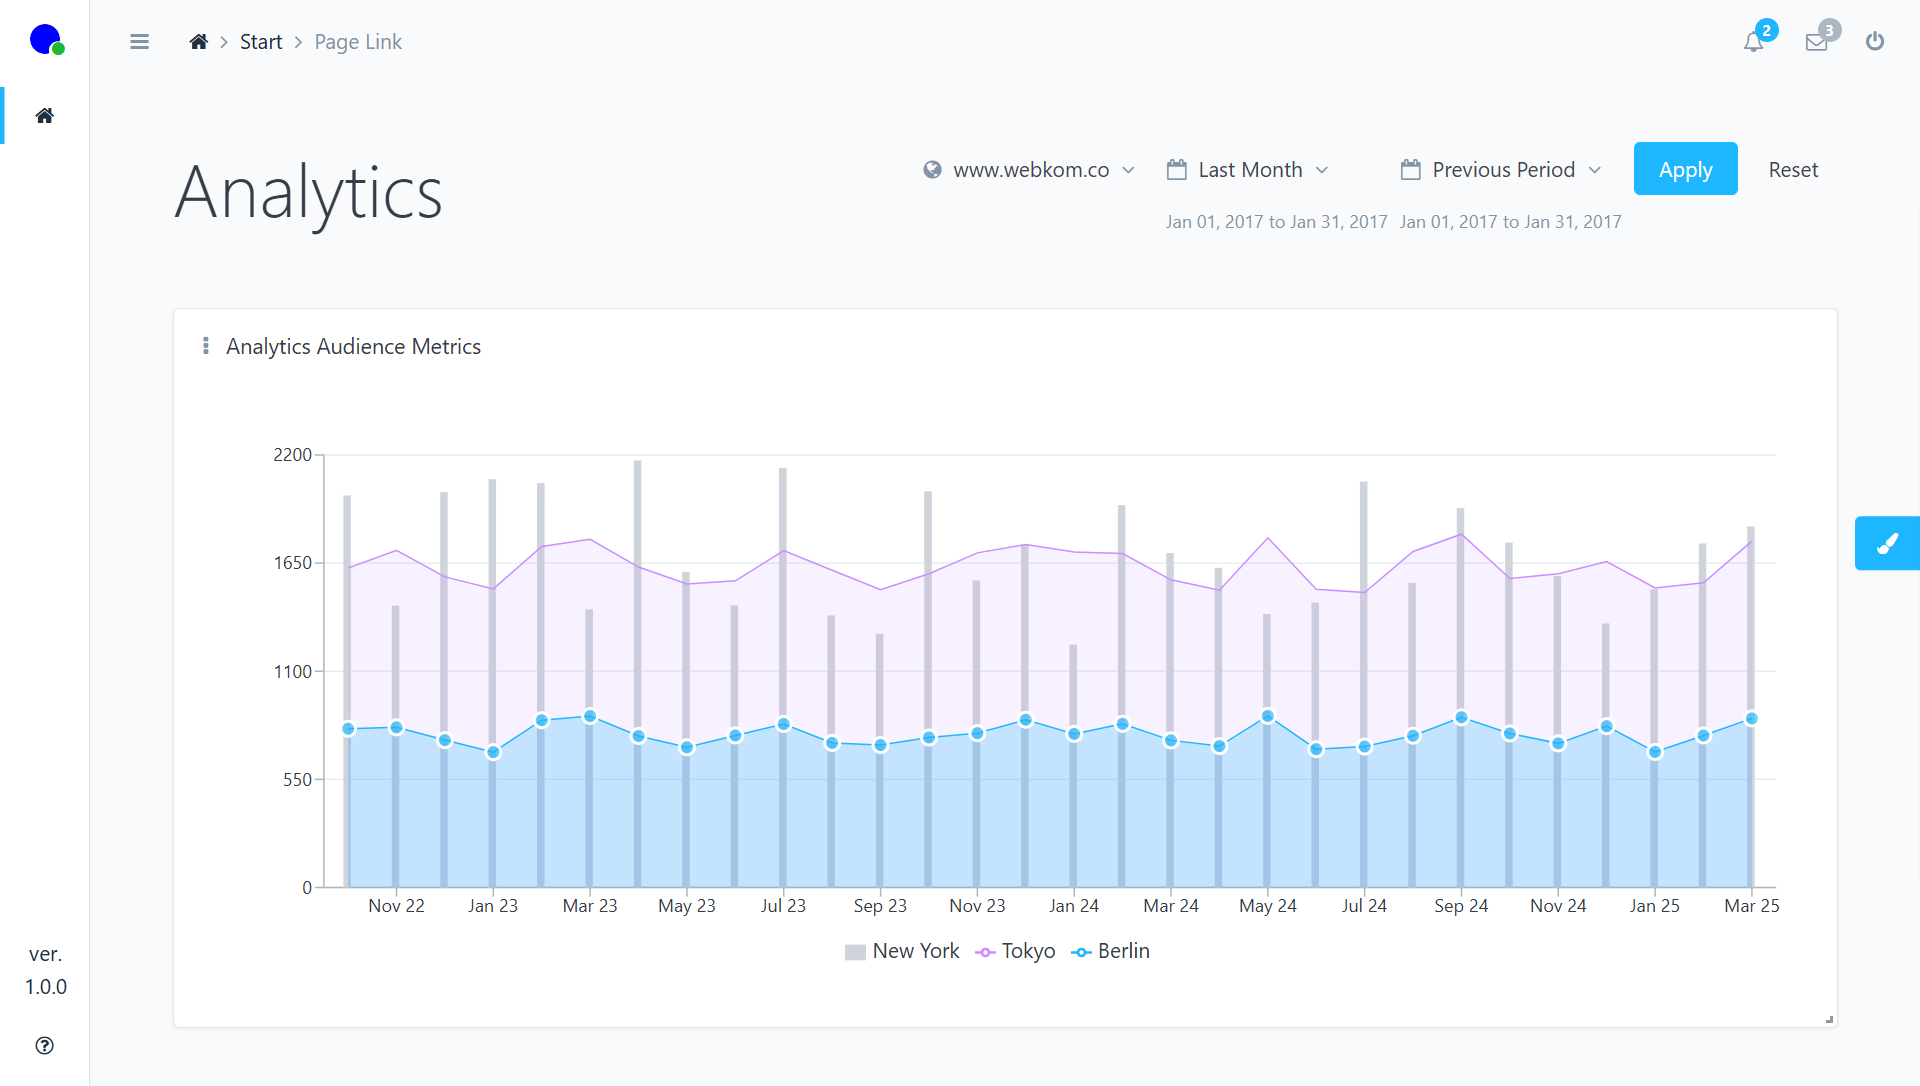 Start
Page Link
2
3
Analytics
www.webkom.co
Last Month
Previous Period
Apply
Reset
Jan 01, 2017 to Jan 31, 2017
Jan 01, 2017 to Jan 31, 2017
Analytics Audience Metrics
2200
1650
1100
550
0
Nov 22 Jan 23 Mar 23 May 23 Jul 23 Sep 23 Nov 23 Jan 24 Mar 24 May 24 Jul 24 Sep 24 Nov 24 Jan 25 Mar 25
New York Tokyo Berlin
ver.
1.0.0